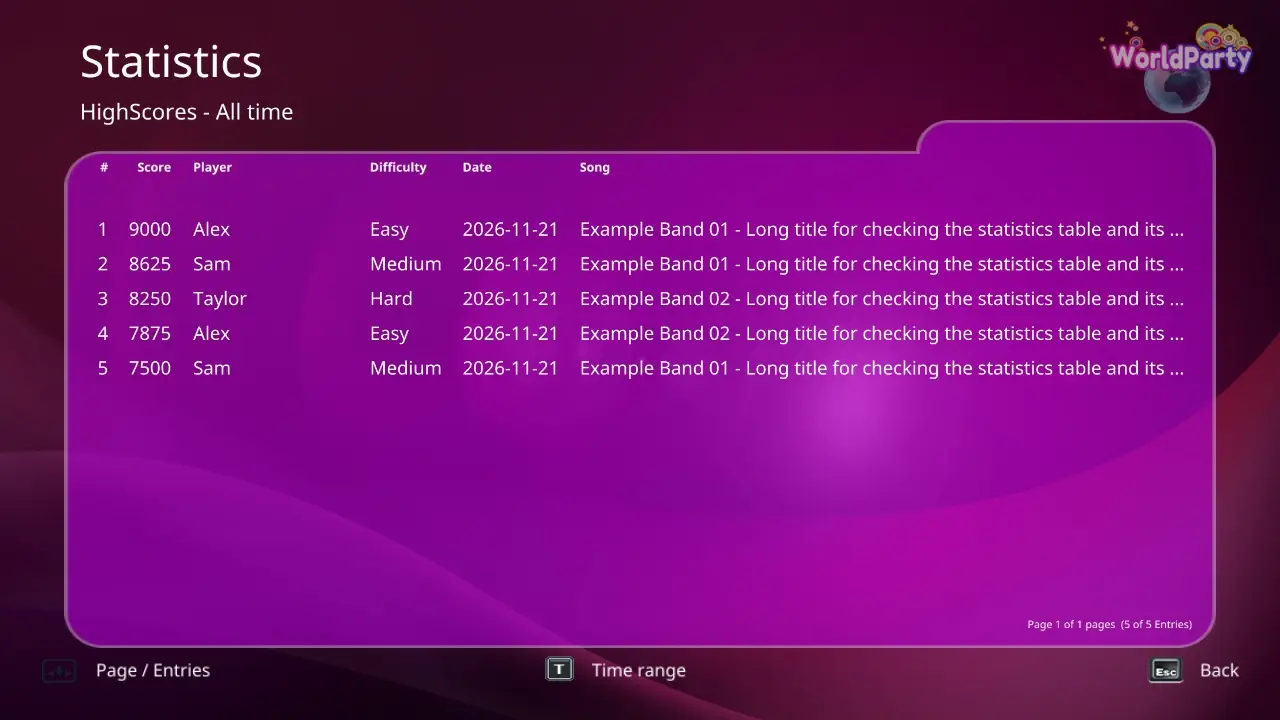 Statistics
WorldParty
HighScores - All time
# Score Player Difficulty Date Song
1 9000 Alex Easy 2026-11-21 Example Band 01 - Long title for checking the statistics table and its ...
2 8625 Sam Medium 2026-11-21 Example Band 01 - Long title for checking the statistics table and its ...
3 8250 Taylor Hard 2026-11-21 Example Band 02 - Long title for checking the statistics table and its ...
4 7875 Alex Easy 2026-11-21 Example Band 02 - Long title for checking the statistics table and its ...
5 7500 Sam Medium 2026-11-21 Example Band 01 - Long title for checking the statistics table and its ...
Page 1 of 1 pages (5 of 5 Entries)
Page / Entries T Time range Esc Back